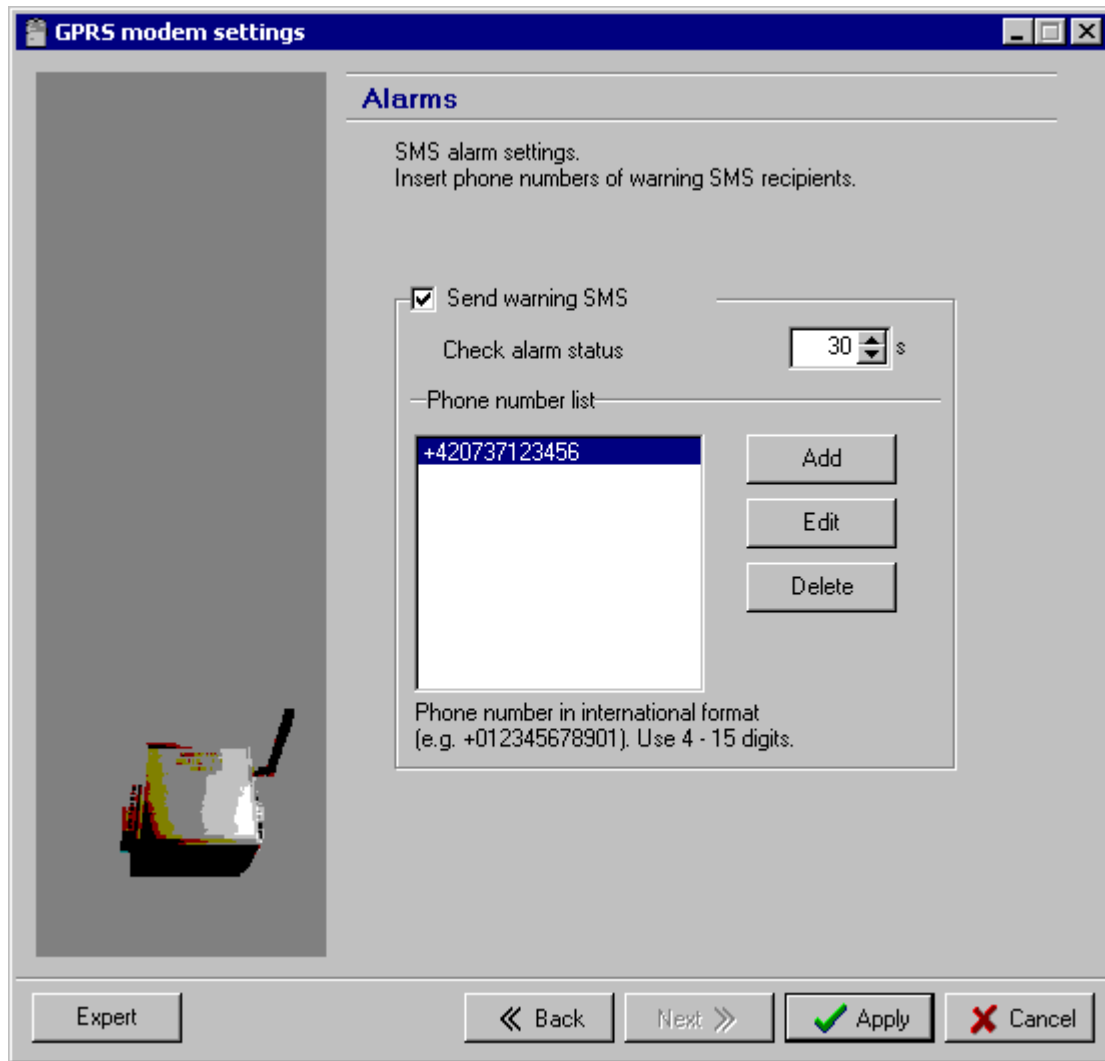 GPRS modem settings
Alarms
SMS alarm settings.
Insert phone numbers of warning SMS recipients.
Send warning SMS
Check alarm status 30 s
Phone number list
+420737123456
Add
Edit
Delete
Phone number in international format
(e.g. +012345678901). Use 4 - 15 digits.
Expert Back Next Apply Cancel